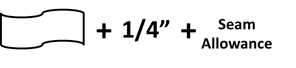 + 1/4” + Seam
Allowance